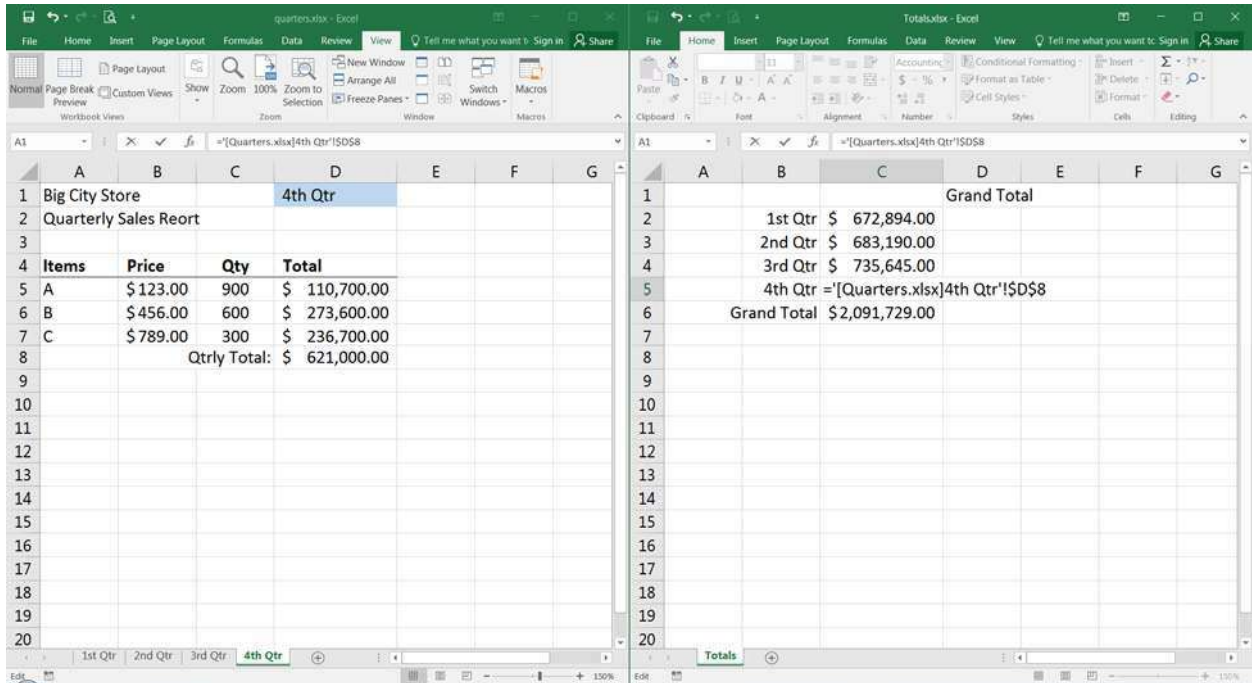 quarters.xlsx - Excel
File Home Insert Page Layout Formulas Data Review View Tell me what you want t Sign in Share
Normal Page Break Preview Page Layout Custom Views Show Zoom 100% Zoom to Selection New Window Arrange All Freeze Panes Switch Windows Macros
Workbook Views Zoom Window Macros
A1 fx ='[Quarters.xlsx]4th Qtr'!$D$8
A B C D E F G
1 Big City Store 4th Qtr
2 Quarterly Sales Reort
3
4 Items Price Qty Total
5 A $123.00 900 $ 110,700.00
6 B $456.00 600 $ 273,600.00
7 C $789.00 300 $ 236,700.00
8 Qtrly Total: $ 621,000.00
9
10
11
12
13
14
15
16
17
18
19
20
1st Qtr 2nd Qtr 3rd Qtr 4th Qtr
Edit 150%
Totals.xlsx - Excel
File Home Insert Page Layout Formulas Data Review View Tell me what you want to Sign in Share
Paste 11 B I U A A A Accounting $ % Conditional Formatting Format as Table Cell Styles Insert Delete Format
Clipboard Font Alignment Number Styles Cells Editing
A1 fx ='[Quarters.xlsx]4th Qtr'!$D$8
A B C D E F G
1 Grand Total
2 1st Qtr $ 672,894.00
3 2nd Qtr $ 683,190.00
4 3rd Qtr $ 735,645.00
5 4th Qtr ='[Quarters.xlsx]4th Qtr'!$D$8
6 Grand Total $2,091,729.00
7
8
9
10
11
12
13
14
15
16
17
18
19
20
Totals
Edit 150%